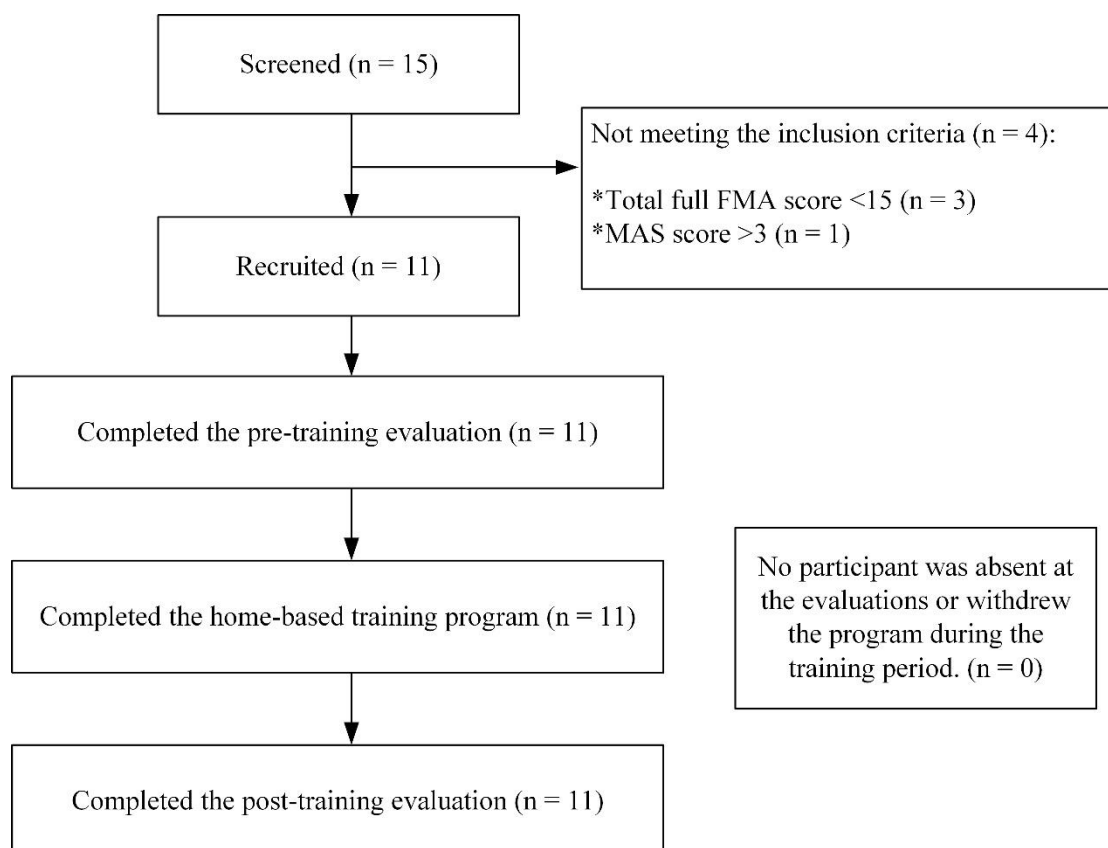 Screened (n = 15)
Not meeting the inclusion criteria (n = 4):
*Total full FMA score <15 (n = 3)
*MAS score >3 (n = 1)
Recruited (n = 11)
Completed the pre-training evaluation (n = 11)
Completed the home-based training program (n = 11)
No participant was absent at
the evaluations or withdrew
the program during the
training period. (n = 0)
Completed the post-training evaluation (n = 11)